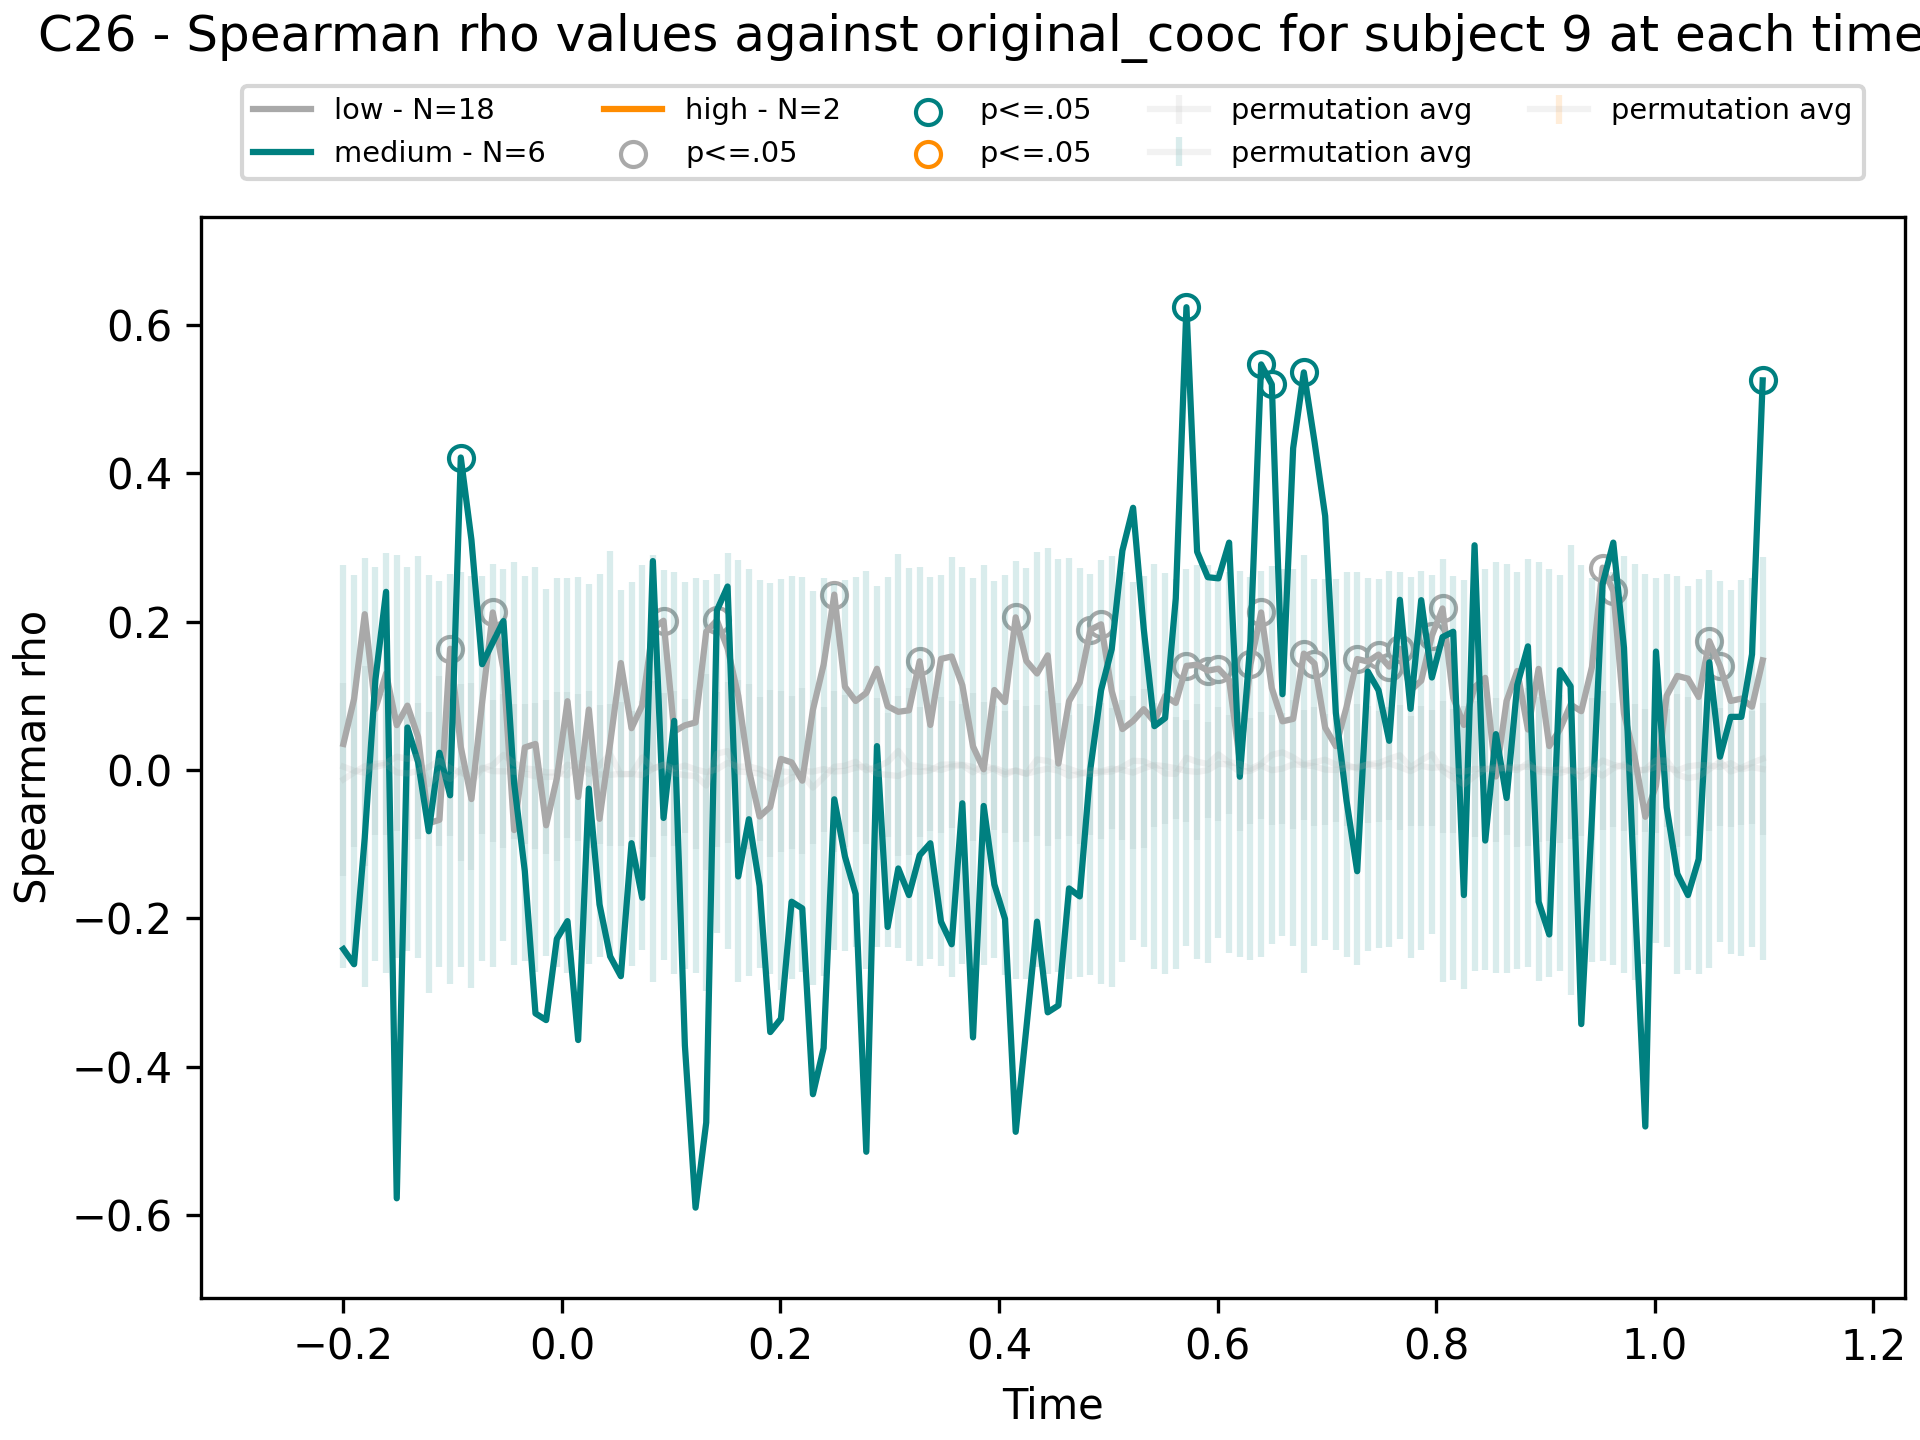 C26 - Spearman rho values against original_cooc for subject 9 at each time
low - N=18
high - N=2
p<=.05
permutation avg
permutation avg
medium - N=6
p<=.05
p<=.05
permutation avg
Spearman rho
0.6
0.4
0.2
0.0
−0.2
−0.4
−0.6
−0.2 0.0 0.2 0.4 0.6 0.8 1.0 1.2
Time